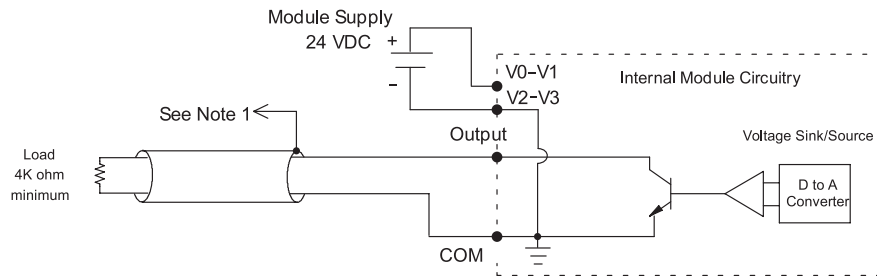 Module Supply
24 VDC
+
-
V0-V1
V2-V3
Internal Module Circuitry
See Note 1
Output
Voltage Sink/Source
Load
4K ohm
minimum
D to A
Converter
COM